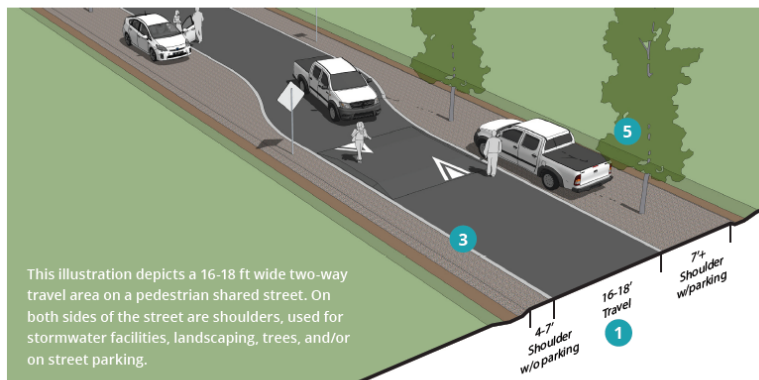 5
3
This illustration depicts a 16-18 ft wide two-way
travel area on a pedestrian shared street. On
both sides of the street are shoulders, used for
stormwater facilities, landscaping, trees, and/or
on street parking.
4-7'
Shoulder
w/o parking
16-18'
Travel
1
7'+
Shoulder
w/parking